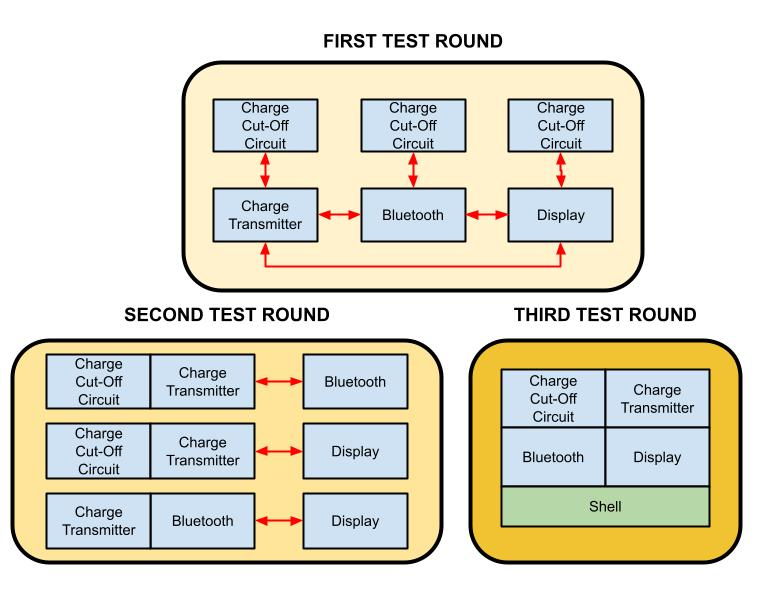 FIRST TEST ROUND
Charge
Cut-Off
Circuit
Charge
Cut-Off
Circuit
Charge
Cut-Off
Circuit
Charge
Transmitter
Bluetooth
Display
SECOND TEST ROUND
Charge
Cut-Off
Circuit
Charge
Transmitter
Bluetooth
Charge
Cut-Off
Circuit
Charge
Transmitter
Display
Charge
Transmitter
Bluetooth
Display
THIRD TEST ROUND
Charge
Cut-Off
Circuit
Charge
Transmitter
Bluetooth
Display
Shell